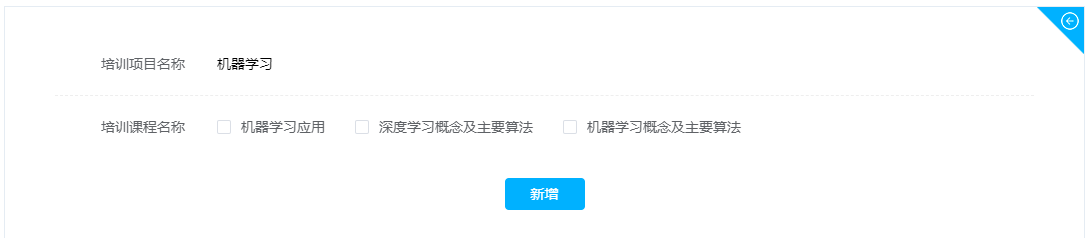 培训项目名称 机器学习
培训课程名称 机器学习应用 深度学习概念及主要算法 机器学习概念及主要算法
新增